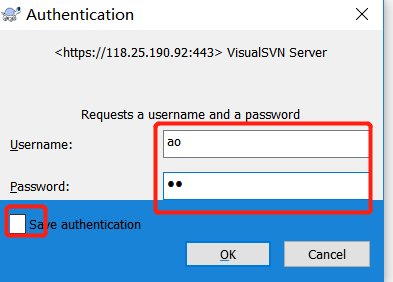 Authentication
<https://118.25.190.92:443> VisualSVN Server
Requests a username and a password
Username:
ao
Password:
●●
Save authentication
OK
Cancel